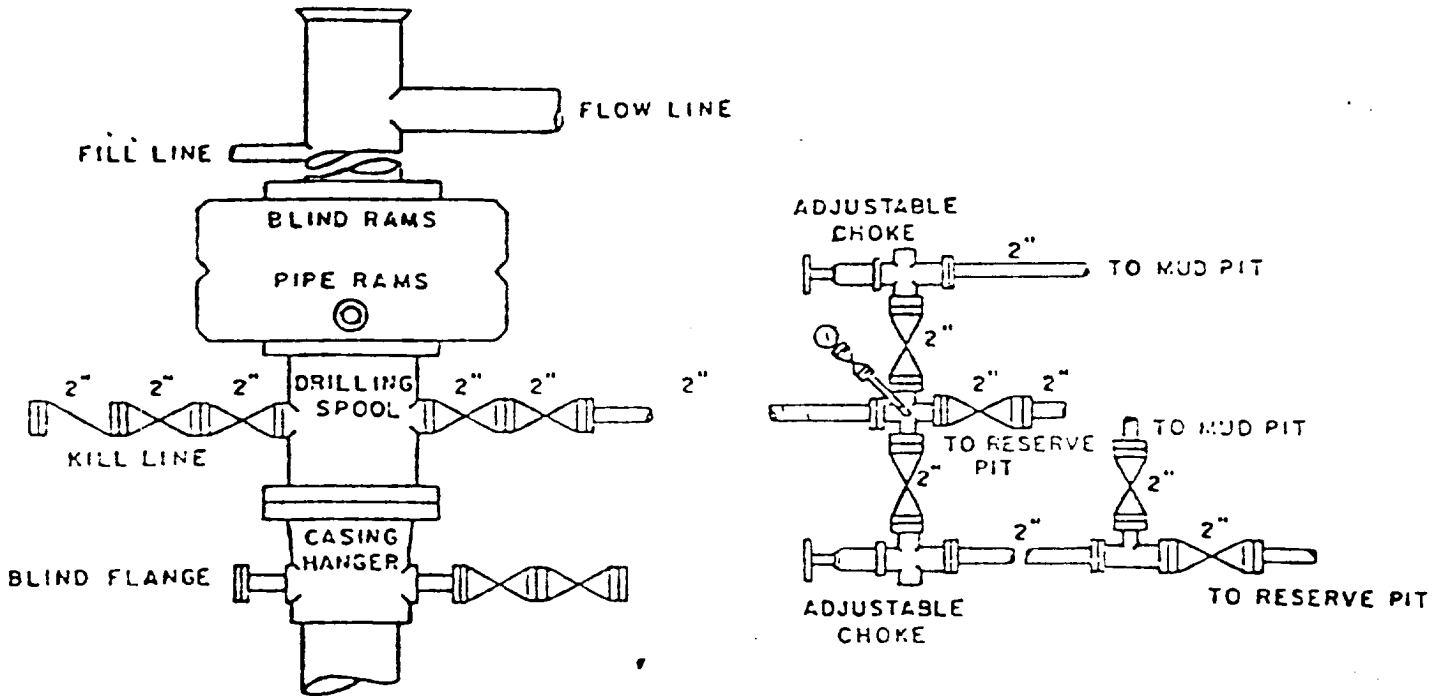 FLOW LINE
FILL LINE
BLIND RAMS
PIPE RAMS
2" 2" 2" DRILLING 2" 2" 2"
SPOOL
KILL LINE
CASING
HANGER
BLIND FLANGE
ADJUSTABLE
CHOKE
2"
TO MUD PIT
2"
2" 2"
TO RESERVE
PIT
TO MUD PIT
2"
2"
2"
2"
ADJUSTABLE
CHOKE
TO RESERVE PIT